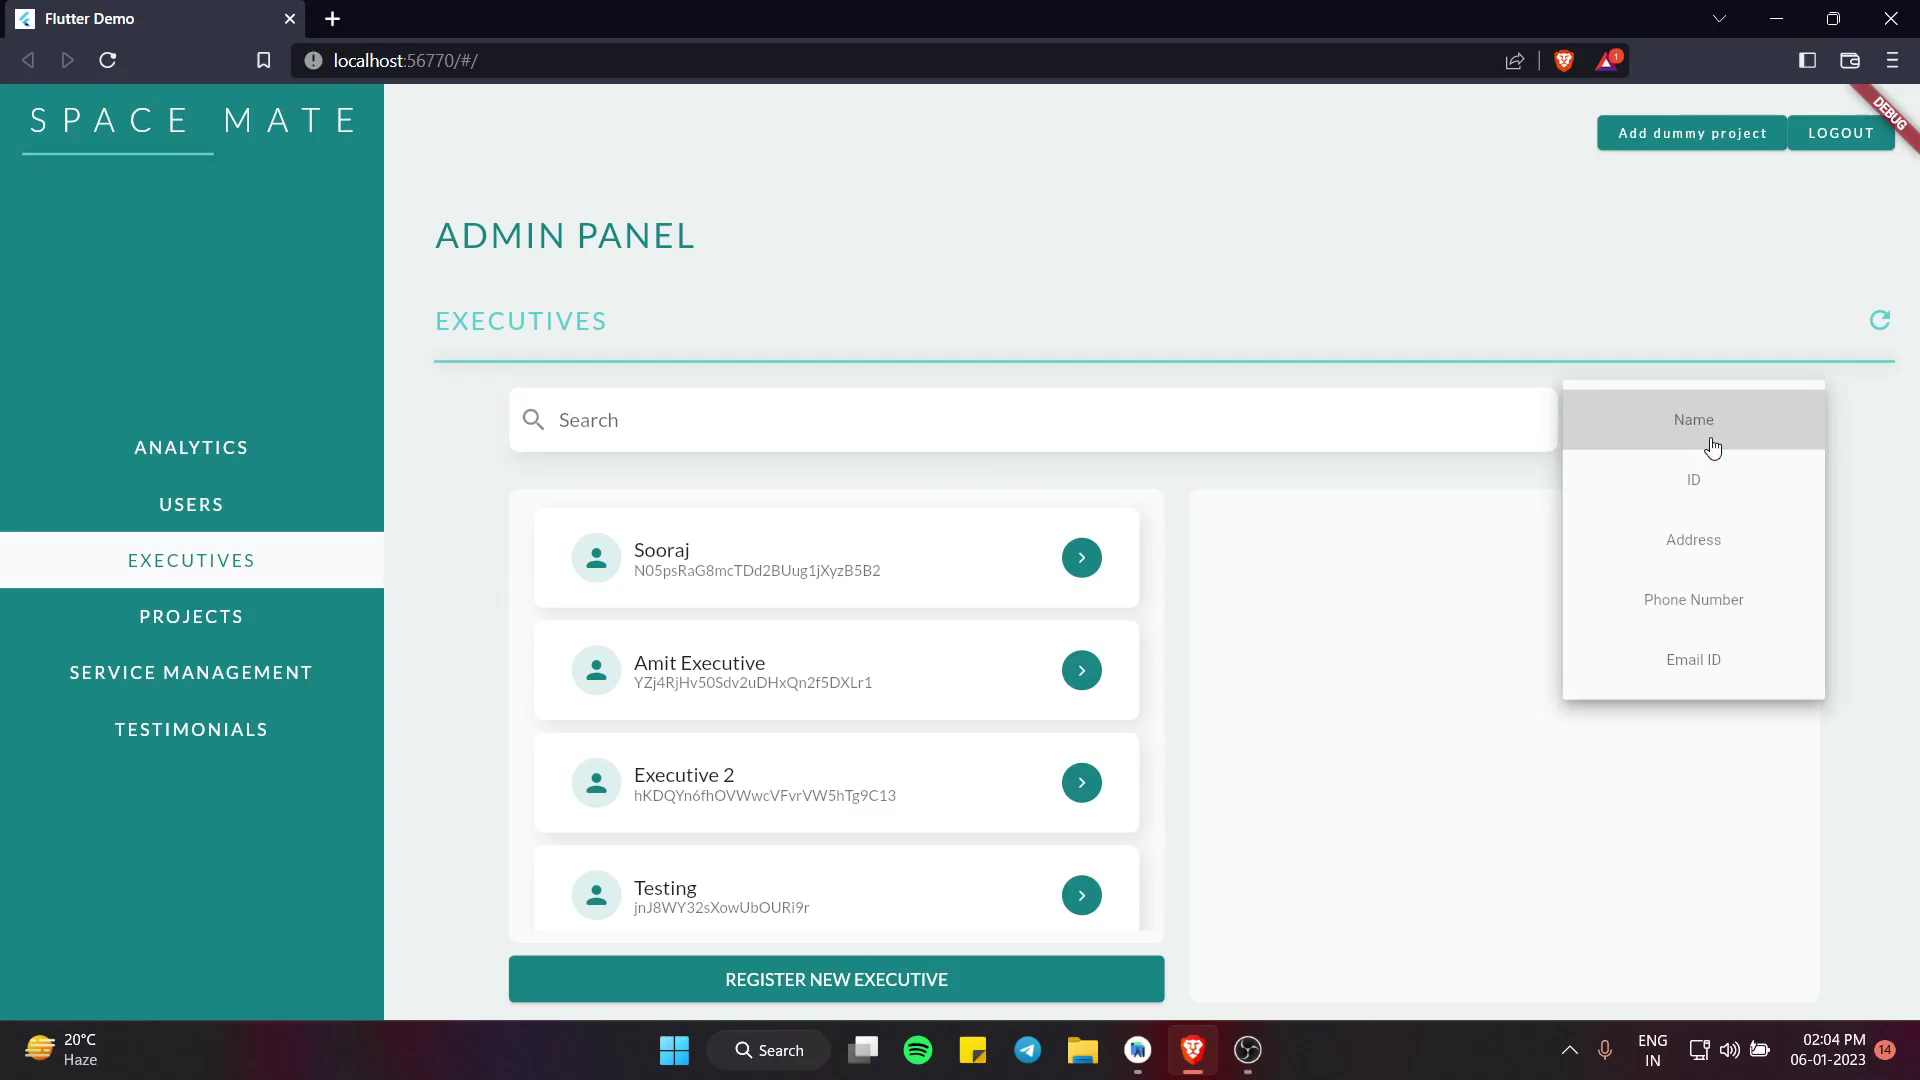 Flutter Demo
localhost:56770/#/
1
SPACE MATE
DEBUG
Add dummy project
LOGOUT
ADMIN PANEL
EXECUTIVES
Search
Name
ID
Address
Phone Number
Email ID
ANALYTICS
USERS
EXECUTIVES
PROJECTS
SERVICE MANAGEMENT
TESTIMONIALS
Sooraj
N05psRaG8mcTDd2BUug1jXyzB5B2
Amit Executive
YZj4RjHv50Sdv2uDHxQn2f5DXLr1
Executive 2
hKDQYn6fhOVWwcVFvrVW5hTg9C13
Testing
jnJ8WY32sXowUbOURi9r
REGISTER NEW EXECUTIVE
20°C
Haze
Search
ENG
IN
02:04 PM
06-01-2023
14